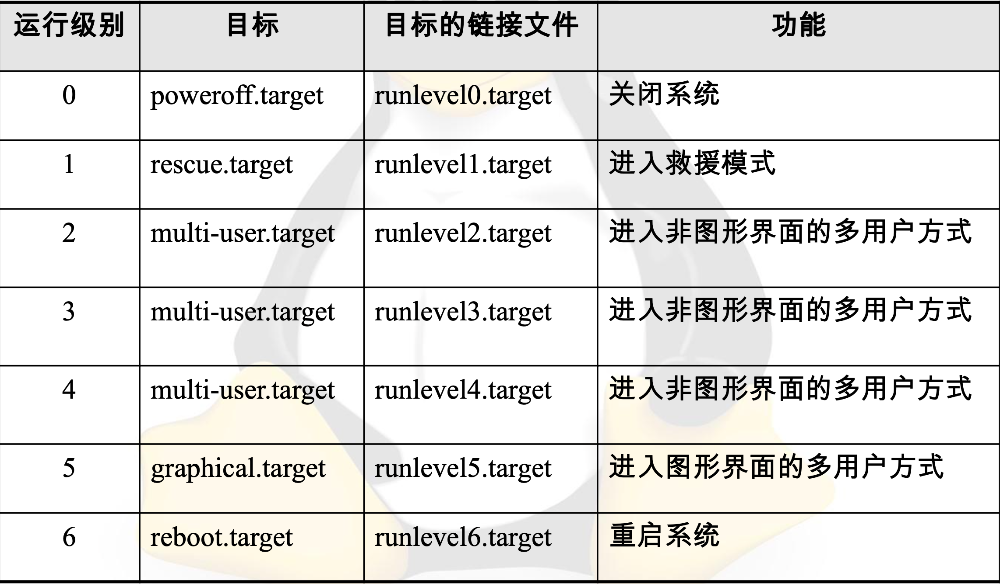 运行级别 目标 目标的链接文件 功能
0 poweroff.target runlevel0.target 关闭系统
1 rescue.target runlevel1.target 进入救援模式
2 multi-user.target runlevel2.target 进入非图形界面的多用户方式
3 multi-user.target runlevel3.target 进入非图形界面的多用户方式
4 multi-user.target runlevel4.target 进入非图形界面的多用户方式
5 graphical.target runlevel5.target 进入图形界面的多用户方式
6 reboot.target runlevel6.target 重启系统